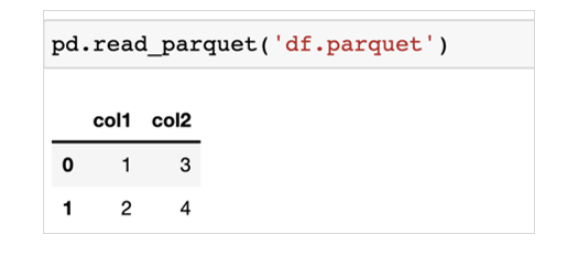 pd.read_parquet('df.parquet')
col1 col2
0 1 3
1 2 4